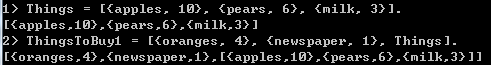 1> Things = [{apples, 10}, {pears, 6}, {milk, 3}].
[{apples,10},{pears,6},{milk,3}]
2> ThingsToBuy1 = [{oranges, 4}, {newspaper, 1}, Things].
[{oranges,4},{newspaper,1},[{apples,10},{pears,6},{milk,3}]]